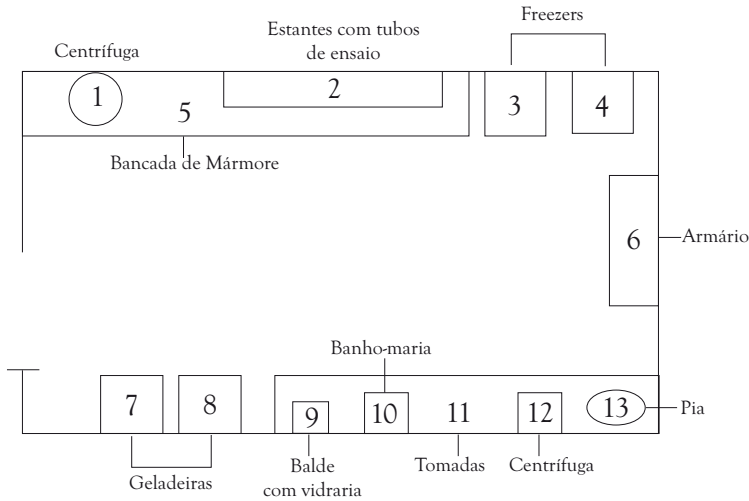 Freezers
Estantes com tubos
de ensaio
Centrífuga
1
2
3
4
5
Bancada de Mármore
6
Armário
Banho-maria
7
8
9
10
11
12
13
Pia
Geladeiras
Balde
com vidraria
Tomadas
Centrífuga